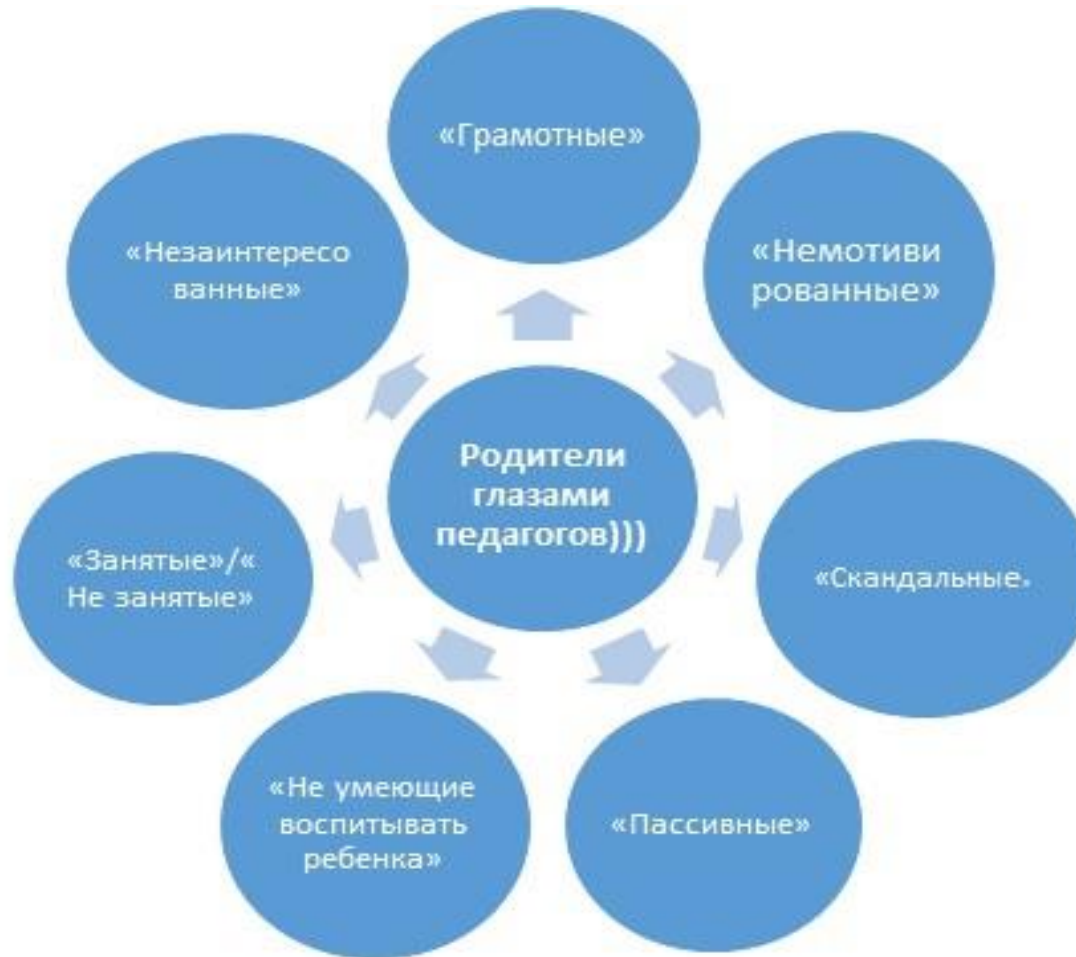 «Грамотные»
«Немотиви
рованные»
«Скандальные»
«Пассивные»
«Не умеющие
воспитывать
ребенка»
«Занятые»/«
Не занятые»
«Незаинтересо
ванные»
Родители
глазами
педагогов)))